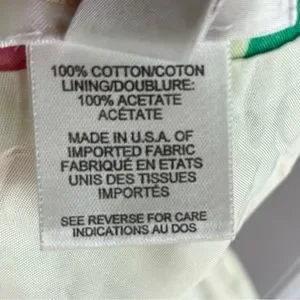 100% COTTON/COTON
LINING/DOUBLURE:
100% ACETATE
ACÉTATE
MADE IN U.S.A. OF
IMPORTED FABRIC
FABRIQUÉ EN ETATS
UNIS DES TISSUES
IMPORTÉS
SEE REVERSE FOR CARE
INDICATIONS AU DOS